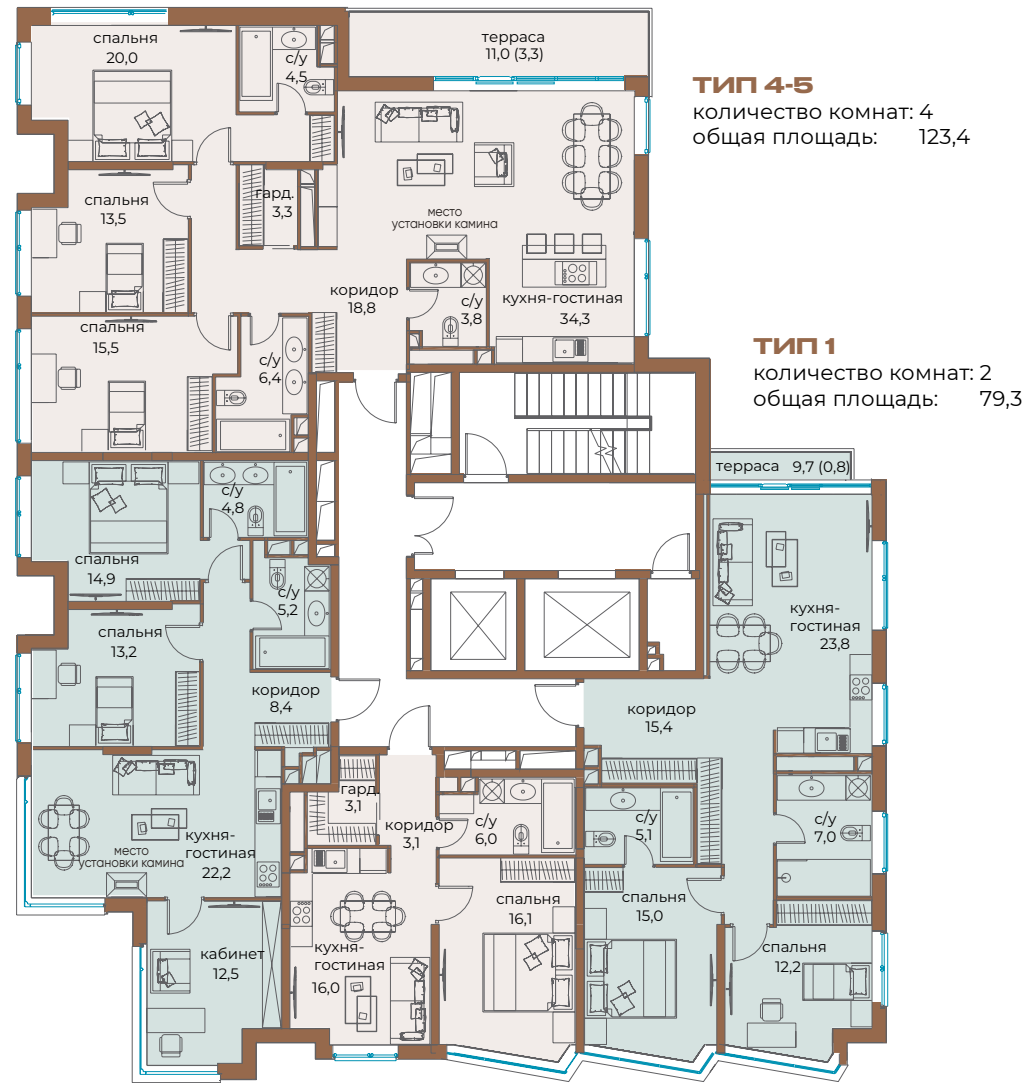 спальня
20,0
с/у
4,5
терраса
11,0 (3,3)
ТИП 4-5
количество комнат: 4
общая площадь: 123,4
спальня
13,5
гард.
3,3
место
установки камина
коридор
18,8
с/у
3,8
кухня-гостиная
34,3
спальня
15,5
с/у
6,4
ТИП 1
количество комнат: 2
общая площадь: 79,3
терраса 9,7 (0,8)
с/у
4,8
спальня
14,9
с/у
5,2
спальня
13,2
кухня-
гостиная
23,8
коридор
8,4
коридор
15,4
гард.
3,1
коридор
3,1
с/у
6,0
с/у
5,1
с/у
7,0
место
установки камина
кухня-
гостиная
22,2
спальня
16,1
спальня
15,0
кабинет
12,5
кухня-
гостиная
16,0
спальня
12,2